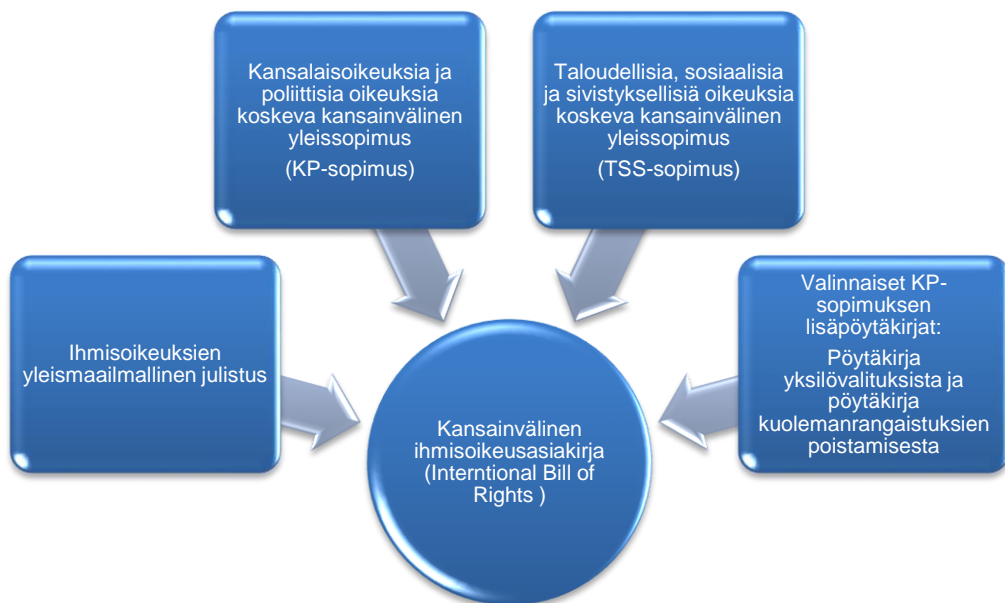 Kansalaisoikeuksia ja
poliittisia oikeuksia
koskeva kansainvälinen
yleissopimus
(KP-sopimus)
Taloudellisia, sosiaalisia
ja sivistyksellisiä oikeuksia
koskeva kansainvälinen
yleissopimus
(TSS-sopimus)
Ihmisoikeuksien
yleismaailmallinen julistus
Valinnaiset KP-
sopimuksen
lisäpöytäkirjat:
Pöytäkirja
yksilövalituksista ja
pöytäkirja
kuolemanrangaistuksien
poistamisesta
Kansainvälinen
ihmisoikeusasiakirja
(Interntional Bill of
Rights )